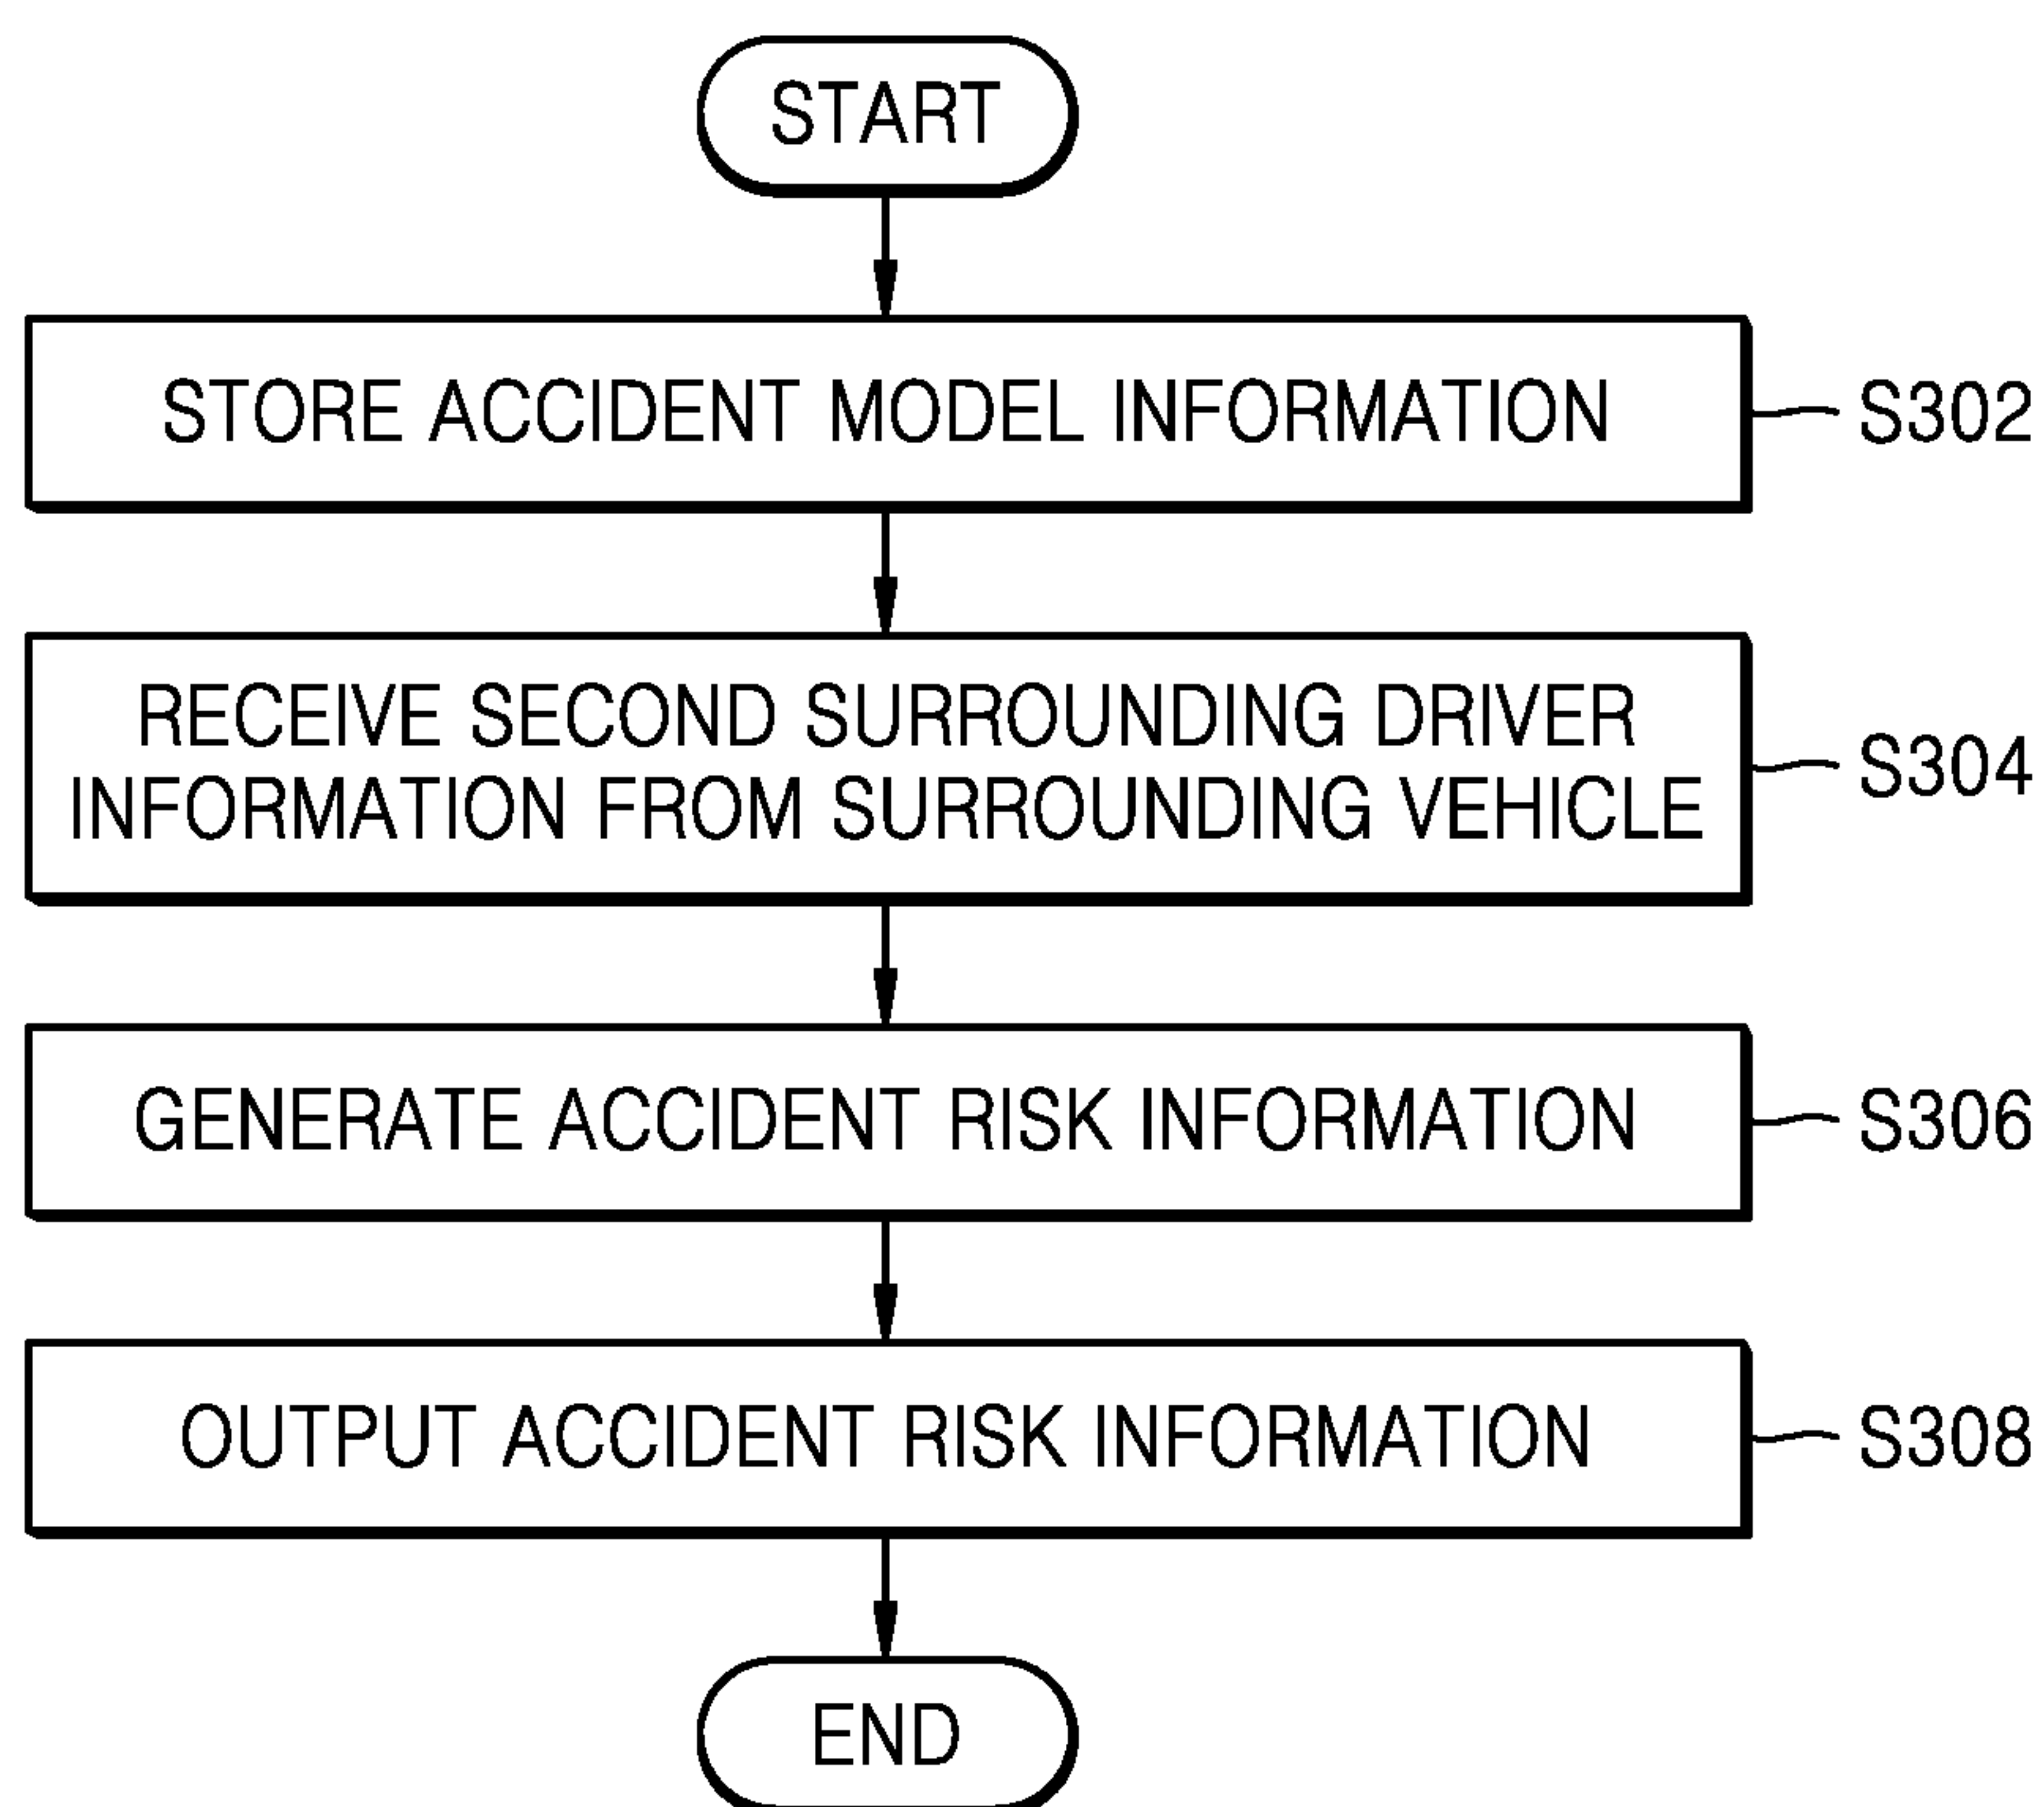 START
STORE ACCIDENT MODEL INFORMATION
S302
RECEIVE SECOND SURROUNDING DRIVER
INFORMATION FROM SURROUNDING VEHICLE
S304
GENERATE ACCIDENT RISK INFORMATION
S306
OUTPUT ACCIDENT RISK INFORMATION
S308
END